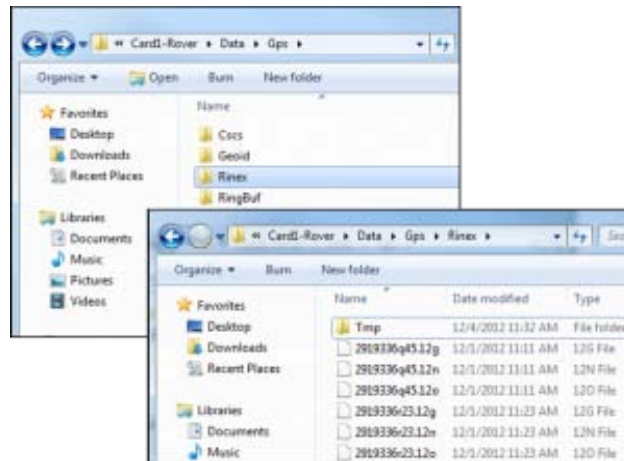 « Card1-Rover ▸ Data ▸ Gps ▸
Organize Open Burn New folder
Favorites
Desktop
Downloads
Recent Places
Libraries
Documents
Music
Pictures
Videos
Name
Cscs
Geoid
Rinex
RingBuf
« Card1-Rover ▸ Data ▸ Gps ▸ Rinex ▸
Organize Burn New folder
Favorites
Desktop
Downloads
Recent Places
Libraries
Documents
Music
Name Date modified Type
Tmp 12/4/2012 11:32 AM File folder
2919336q45.12g 12/1/2012 11:11 AM 12G File
2919336q45.12n 12/1/2012 11:11 AM 12N File
2919336q45.12o 12/1/2012 11:11 AM 12O File
2919336r23.12g 12/1/2012 11:23 AM 12G File
2919336r23.12n 12/1/2012 11:23 AM 12N File
2919336r23.12o 12/1/2012 11:23 AM 12O File